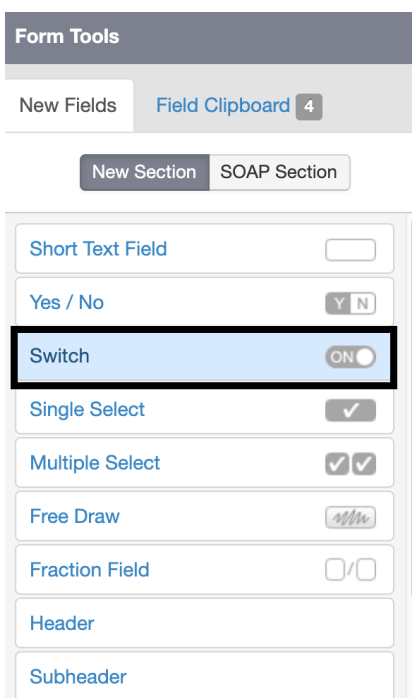 Form Tools
New Fields Field Clipboard 4
New Section SOAP Section
Short Text Field
Yes / No Y N
Switch ON
Single Select
Multiple Select
Free Draw
Fraction Field /
Header
Subheader